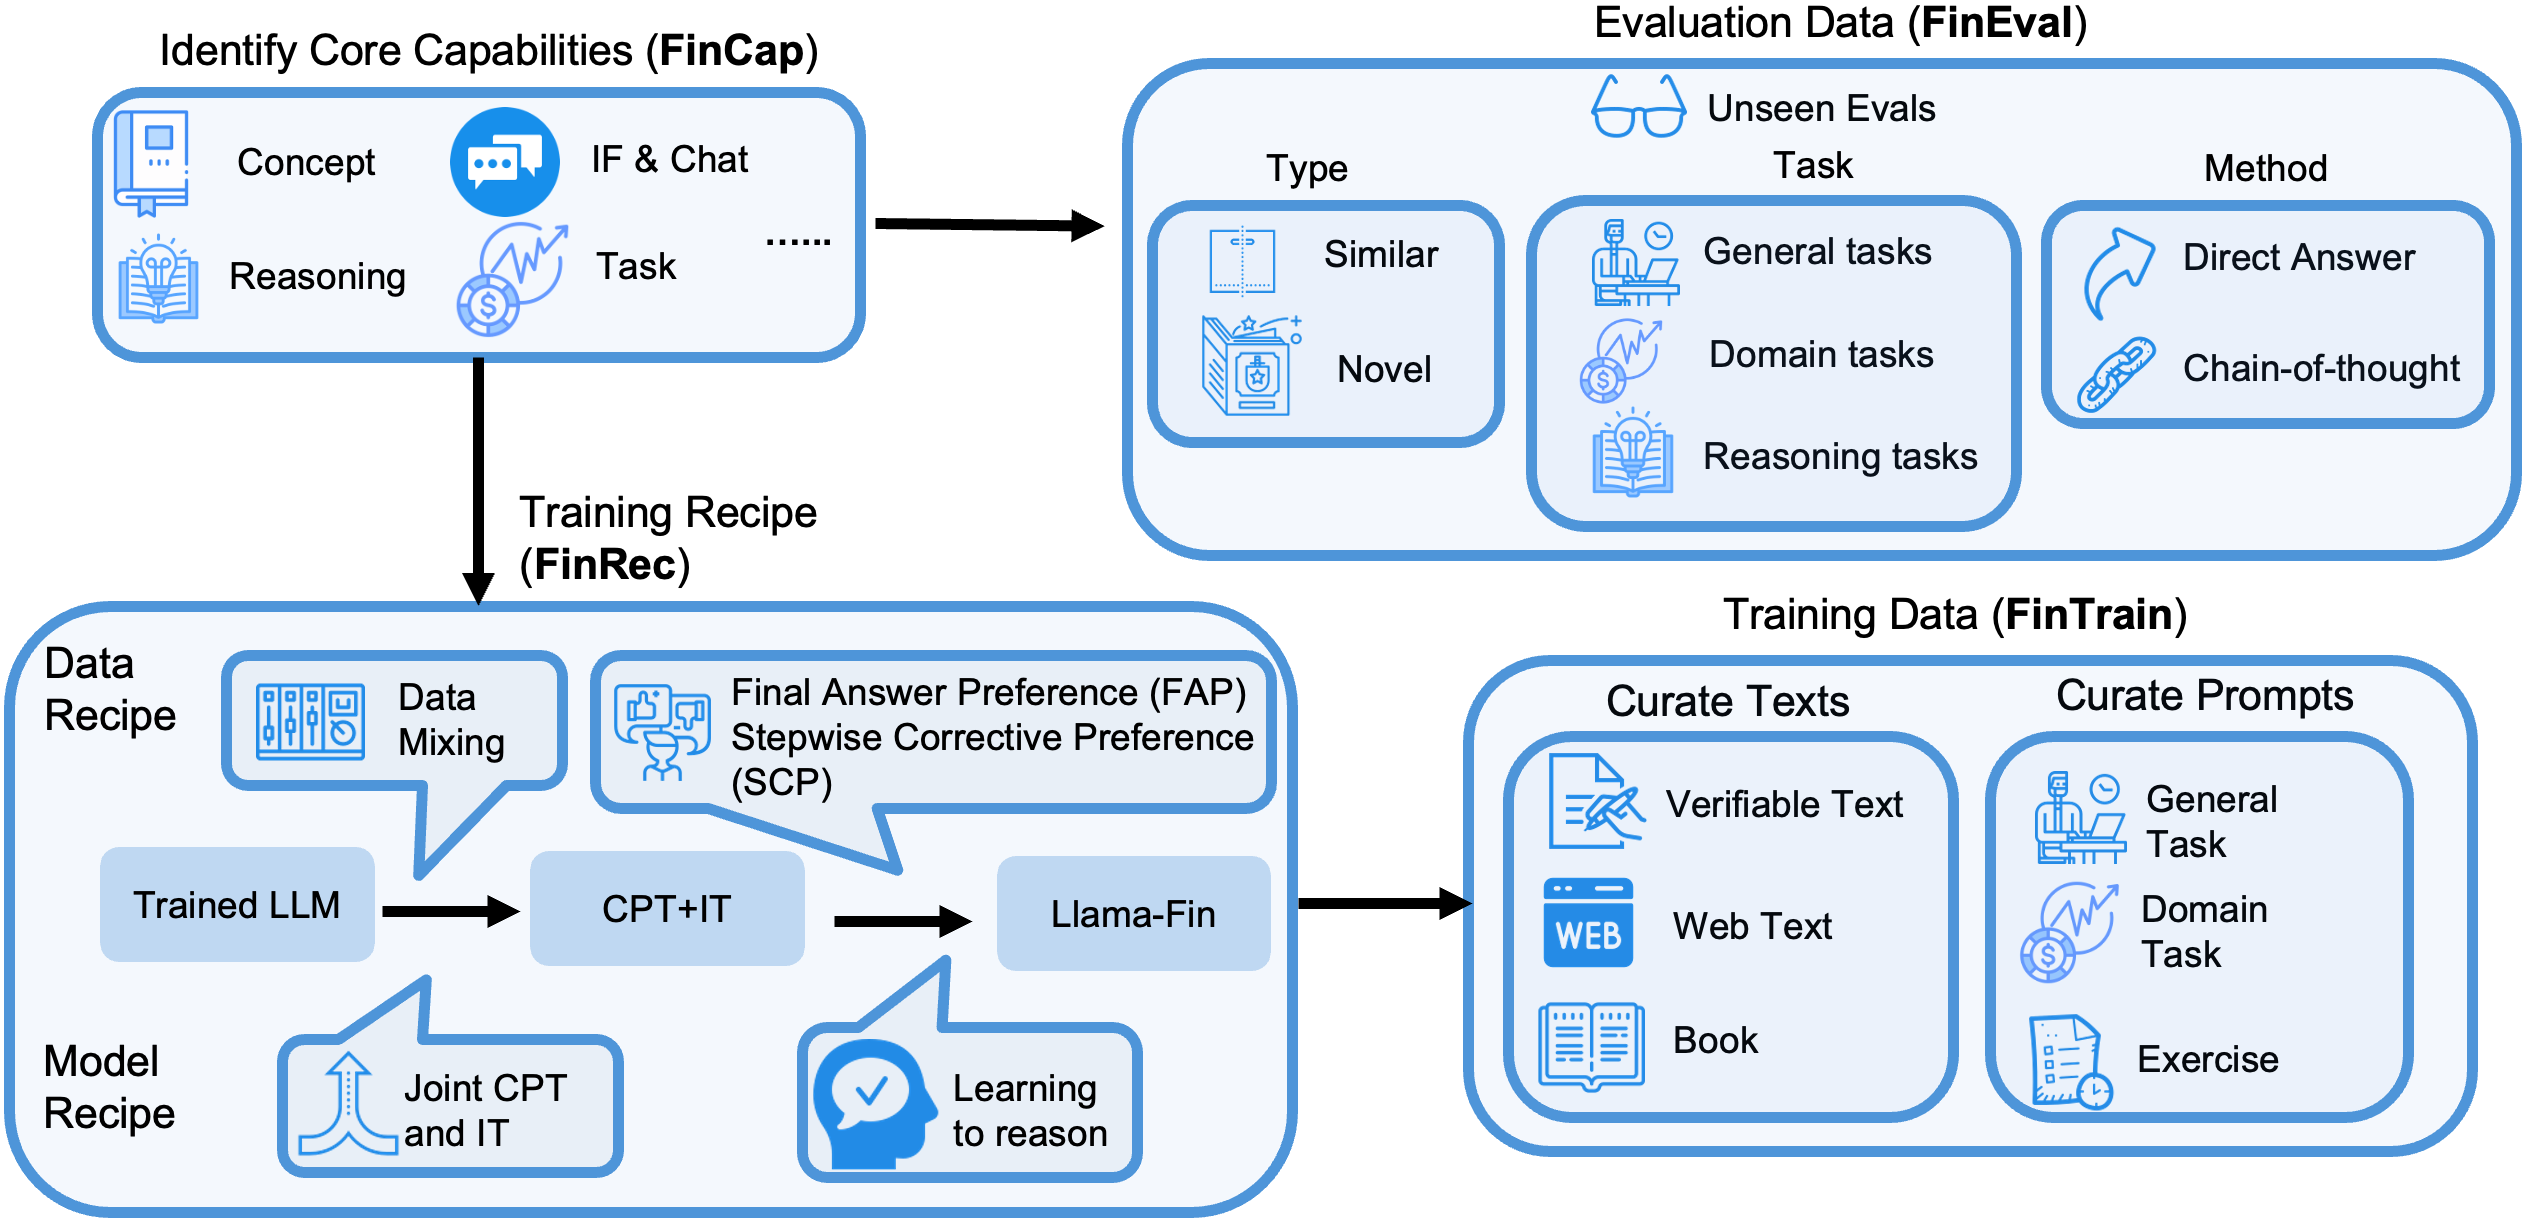 Identify Core Capabilities (FinCap)
Concept
IF & Chat
Reasoning
Task
......
Evaluation Data (FinEval)
Unseen Evals
Type
Similar
Novel
Task
General tasks
Domain tasks
Reasoning tasks
Method
Direct Answer
Chain-of-thought
Training Recipe
(FinRec)
Data
Recipe
Data
Mixing
Final Answer Preference (FAP)
Stepwise Corrective Preference
(SCP)
Trained LLM
CPT+IT
Llama-Fin
Model
Recipe
Joint CPT
and IT
Learning
to reason
Training Data (FinTrain)
Curate Texts
Verifiable Text
WEB
Web Text
Book
Curate Prompts
General
Task
Domain
Task
Exercise